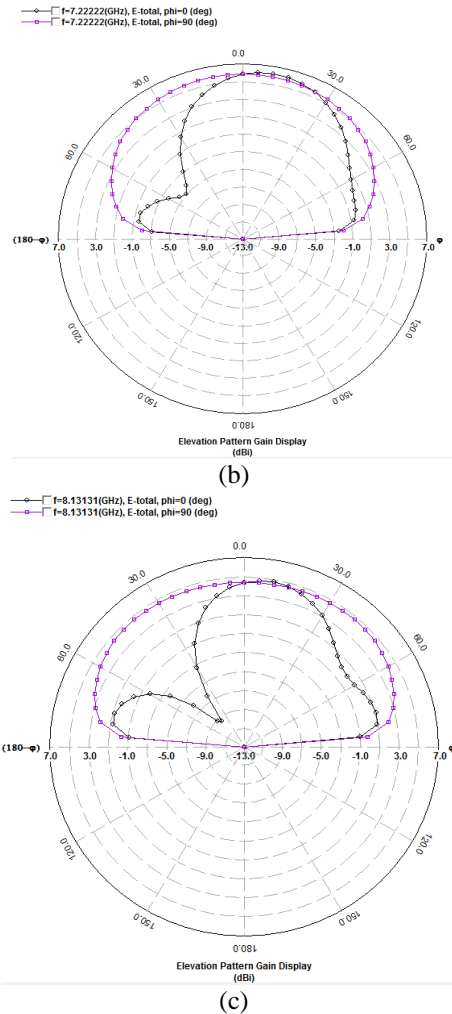 f=7.22222(GHz), E-total, phi=0 (deg)
f=7.22222(GHz), E-total, phi=90 (deg)
0.0
30.0 30.0
60.0 60.0
(180-φ) φ
7.0 3.0 -1.0 -5.0 -9.0 -13.0 -9.0 -5.0 -1.0 3.0 7.0
120.0 120.0
150.0 150.0
180.0
Elevation Pattern Gain Display
(dBi)
(b)
f=8.13131(GHz), E-total, phi=0 (deg)
f=8.13131(GHz), E-total, phi=90 (deg)
0.0
30.0 30.0
60.0 60.0
(180-φ) φ
7.0 3.0 -1.0 -5.0 -9.0 -13.0 -9.0 -5.0 -1.0 3.0 7.0
120.0 120.0
150.0 150.0
180.0
Elevation Pattern Gain Display
(dBi)
(c)